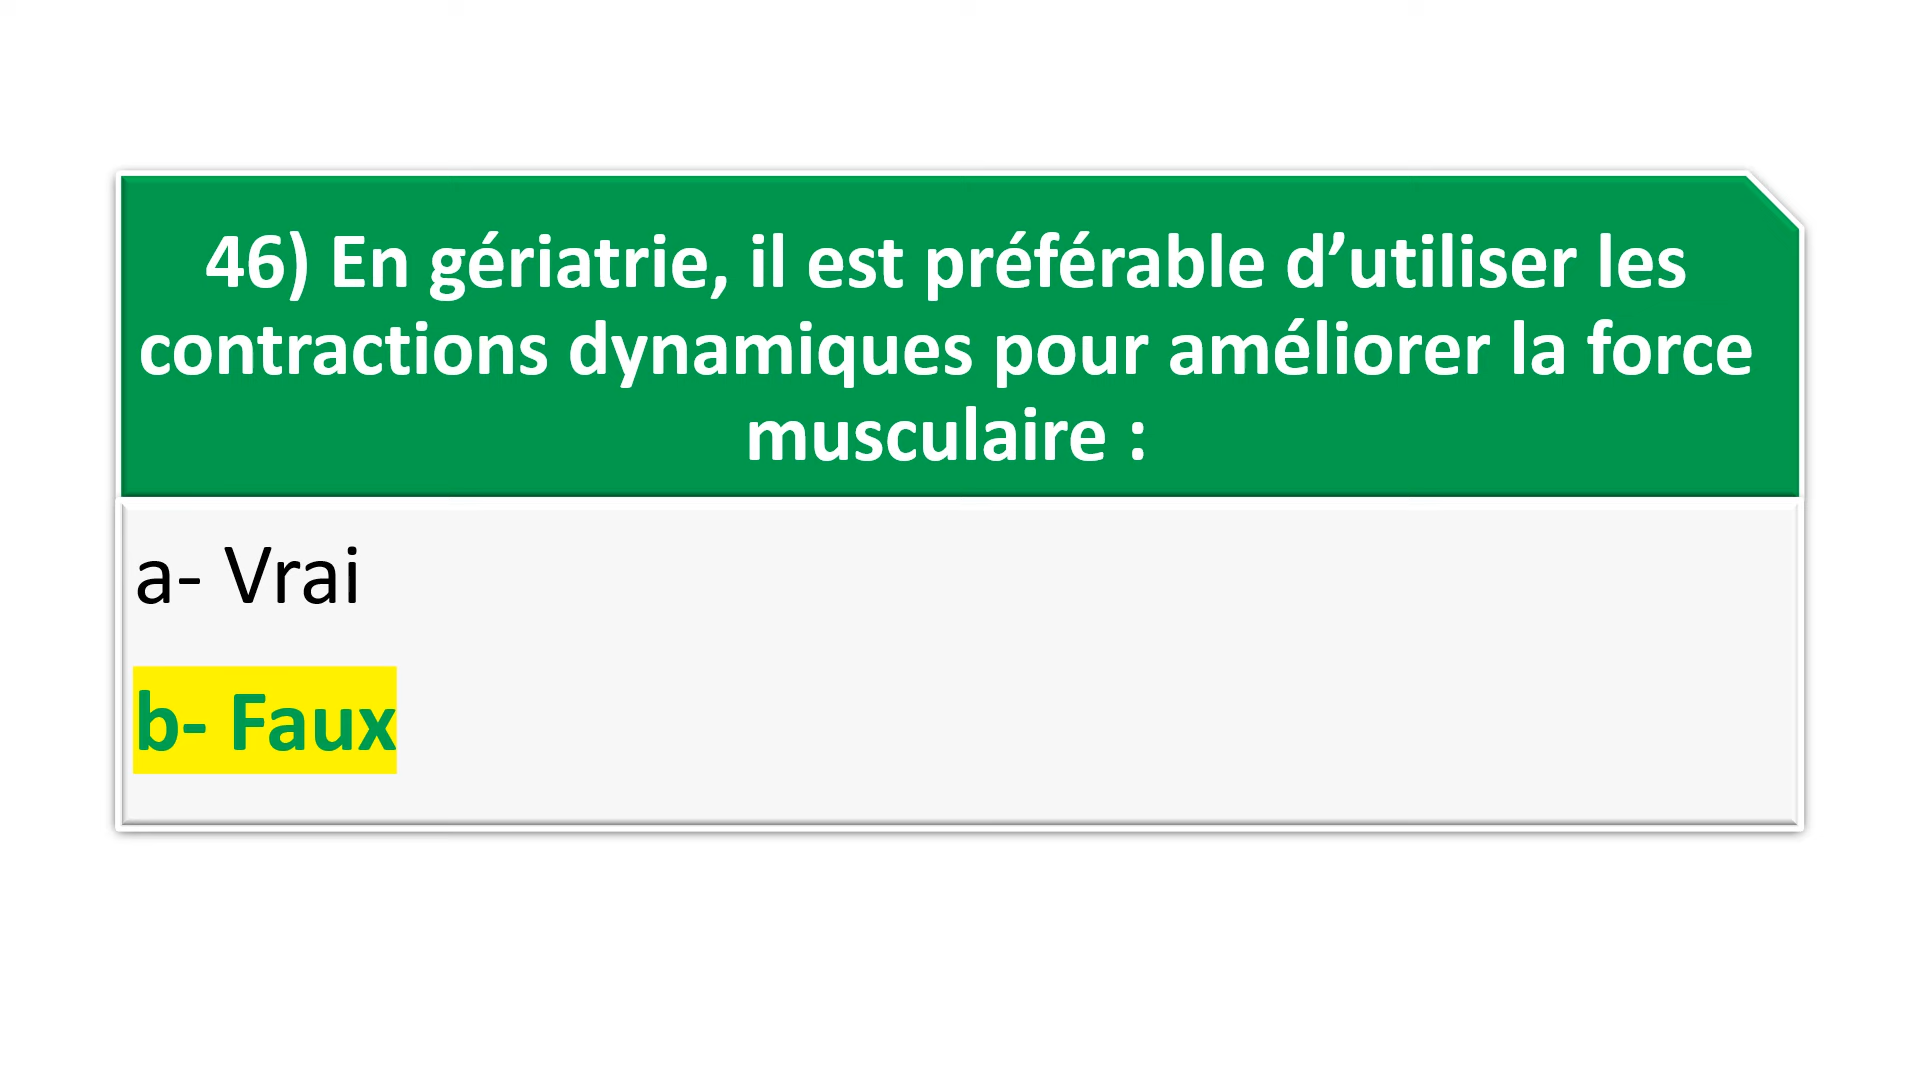 46) En gériatrie, il est préférable d’utiliser les
contractions dynamiques pour améliorer la force
musculaire :
a- Vrai
b- Faux